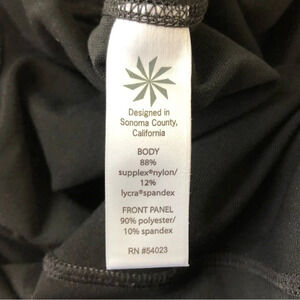 Designed in
Sonoma County,
California
BODY
88%
supplex®nylon/
12%
lycra®spandex
FRONT PANEL
90% polyester/
10% spandex
RN #54023